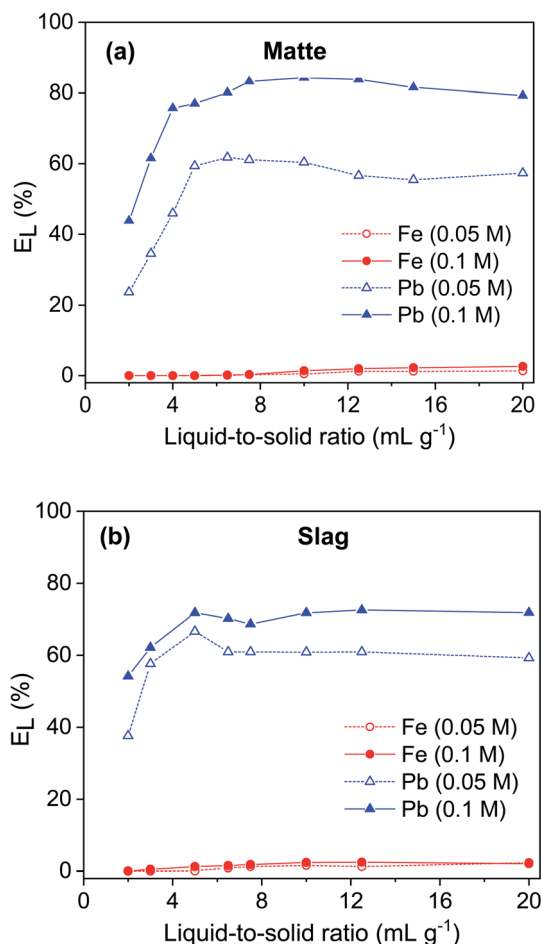 100
(a)
Matte
80
60
40
20
0
E_L (%)
Fe (0.05 M)
Fe (0.1 M)
Pb (0.05 M)
Pb (0.1 M)
0 4 8 12 16 20
Liquid-to-solid ratio (mL g⁻¹)
100
(b)
Slag
80
60
40
20
0
E_L (%)
Fe (0.05 M)
Fe (0.1 M)
Pb (0.05 M)
Pb (0.1 M)
0 4 8 12 16 20
Liquid-to-solid ratio (mL g⁻¹)